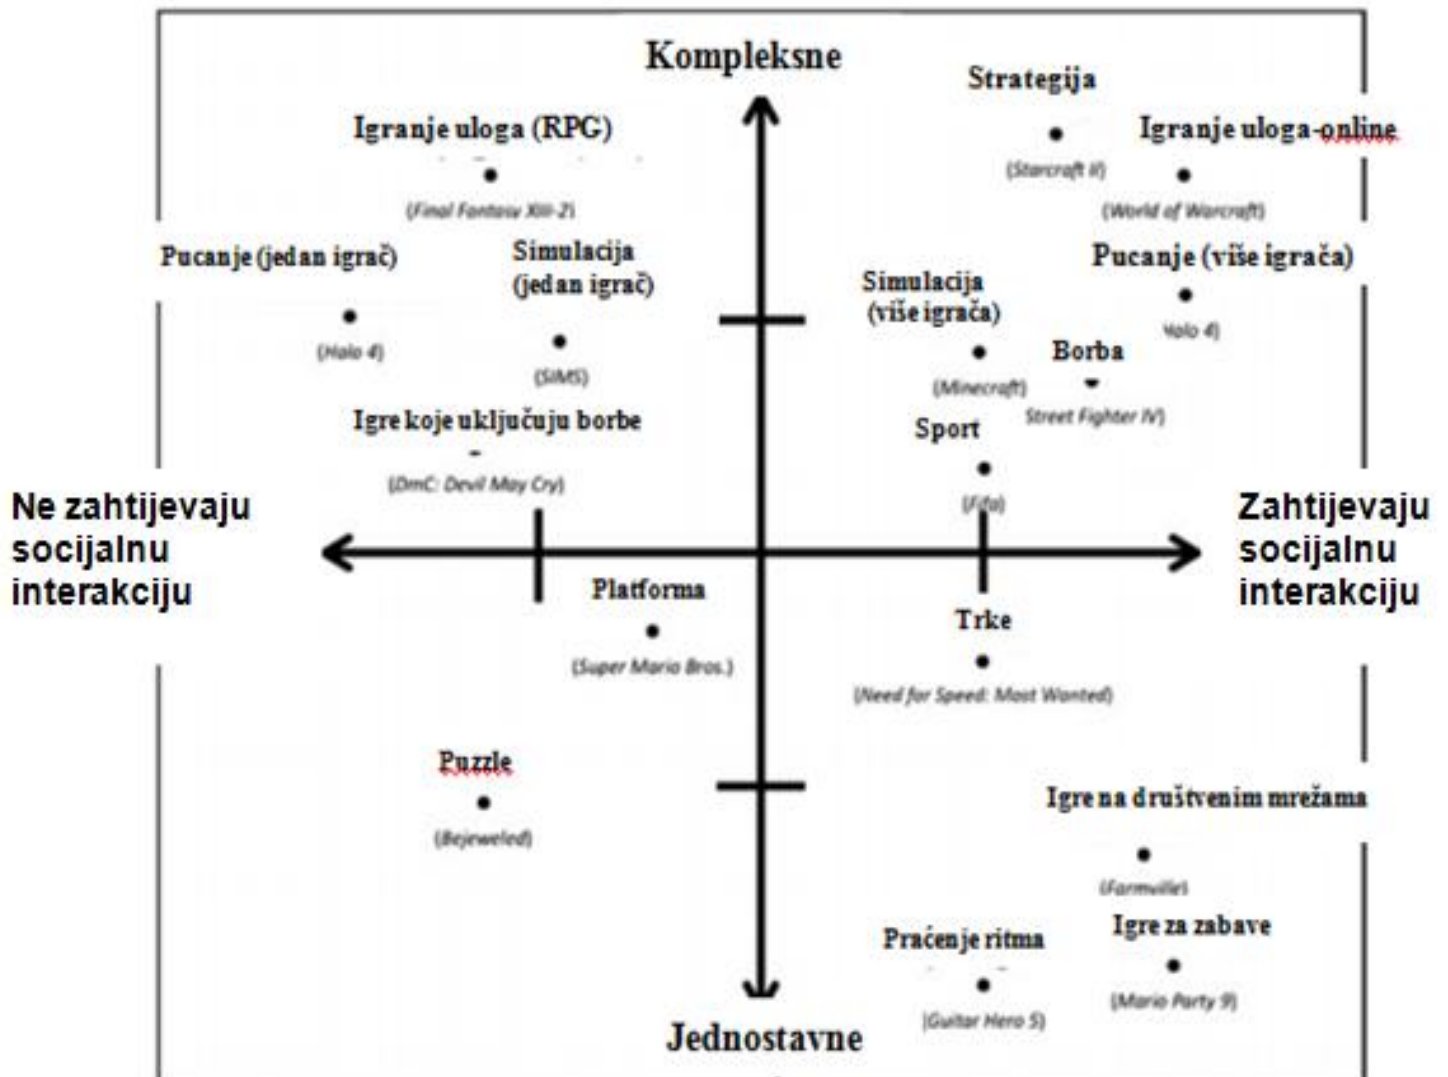 Kompleksne
Strategija
Igranje uloga (RPG)
Igranje uloga-online
(Starcraft II)
(Final Fantasy XIII-2)
(World of Warcraft)
Pucanje (jedan igrač)
Simulacija
(jedan igrač)
Pucanje (više igrača)
Simulacija
(više igrača)
(Halo 4)
Halo 4)
Borba
(SIMS)
(Minecraft)
Street Fighter IV)
Igre koje uključuju borbe
Sport
(DmC: Devil May Cry)
(Fifa)
Ne zahtijevaju
socijalnu
interakciju
Zahtijevaju
socijalnu
interakciju
Platforma
Trke
(Super Mario Bros.)
(Need for Speed: Most Wanted)
Puzzle
Igre na društvenim mrežama
(Bejeweled)
(Farmville)
Igre za zabave
Praćenje ritma
(Mario Party 9)
(Guitar Hero 5)
Jednostavne